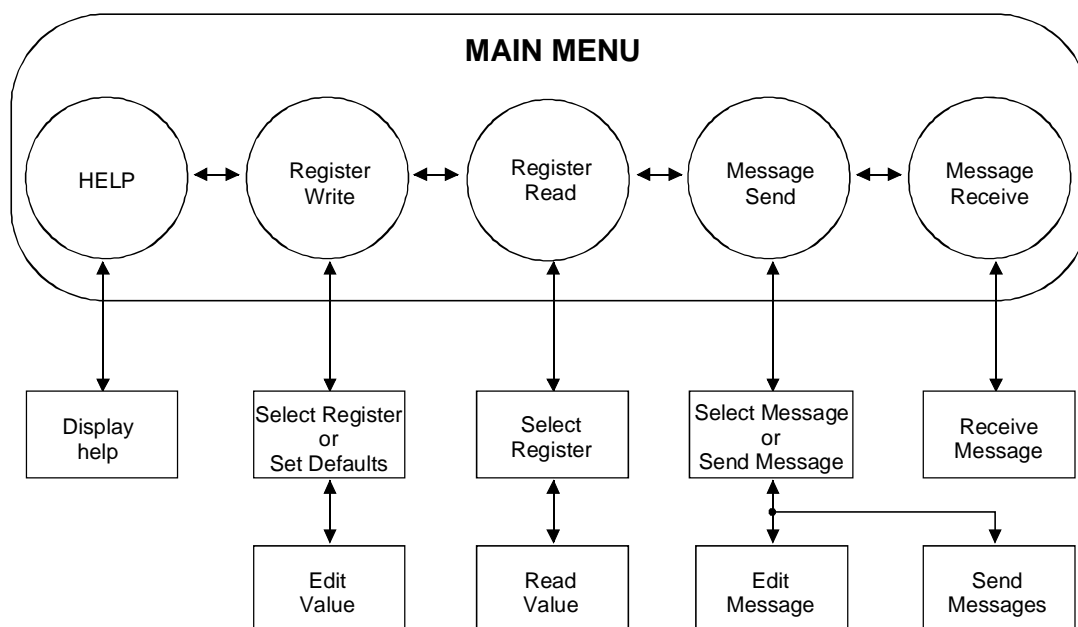 MAIN MENU
HELP
Register
Write
Register
Read
Message
Send
Message
Receive
Display
help
Select Register
or
Set Defaults
Select
Register
Select Message
or
Send Message
Receive
Message
Edit
Value
Read
Value
Edit
Message
Send
Messages